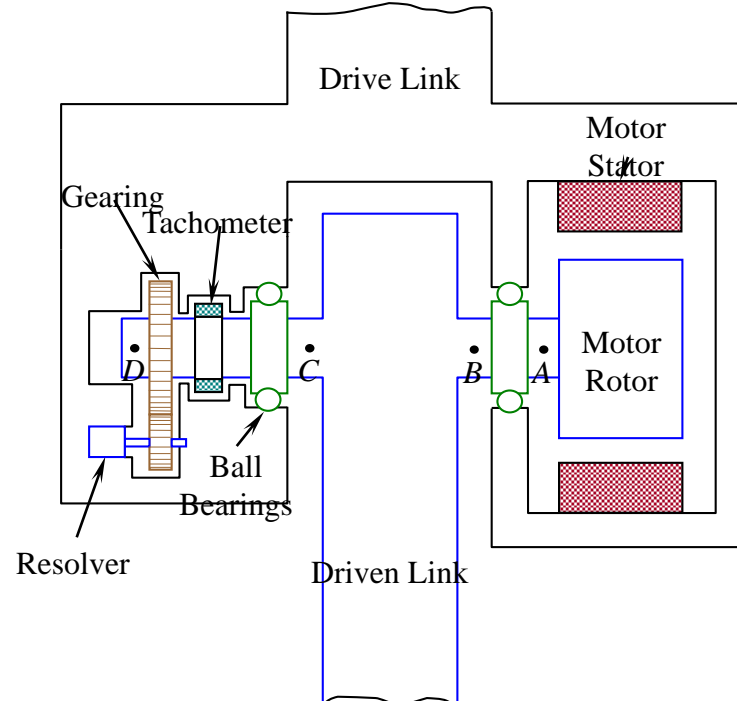 Drive Link
Motor
Stator
Gearing
Tachometer
D
C
B
A
Motor
Rotor
Ball
Bearings
Resolver
Driven Link